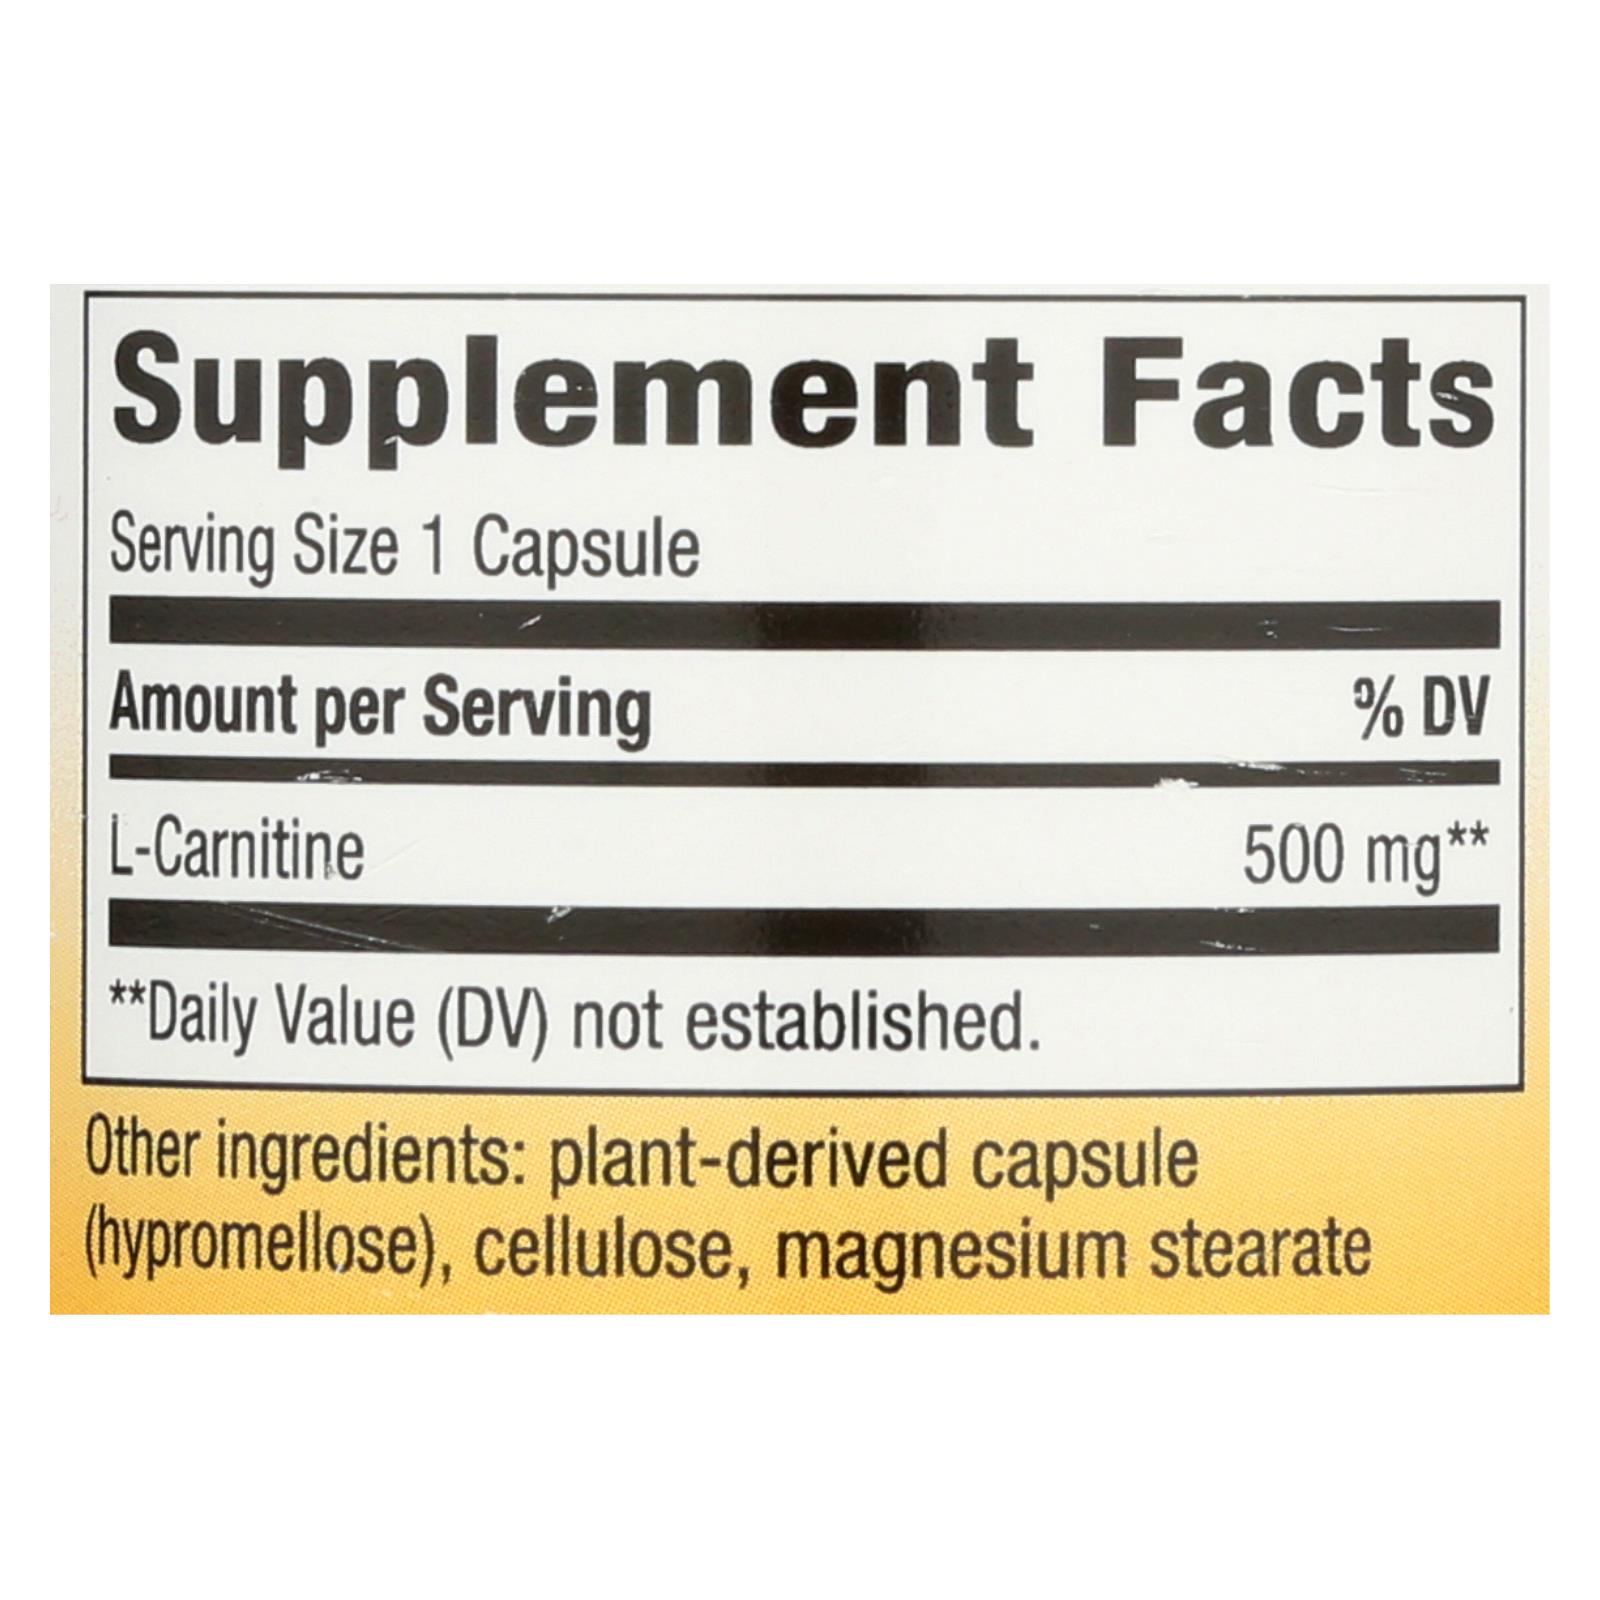 Supplement Facts
Serving Size 1 Capsule
Amount per Serving % DV
L-Carnitine 500 mg**
**Daily Value (DV) not established.
Other ingredients: plant-derived capsule
(hypromellose), cellulose, magnesium stearate